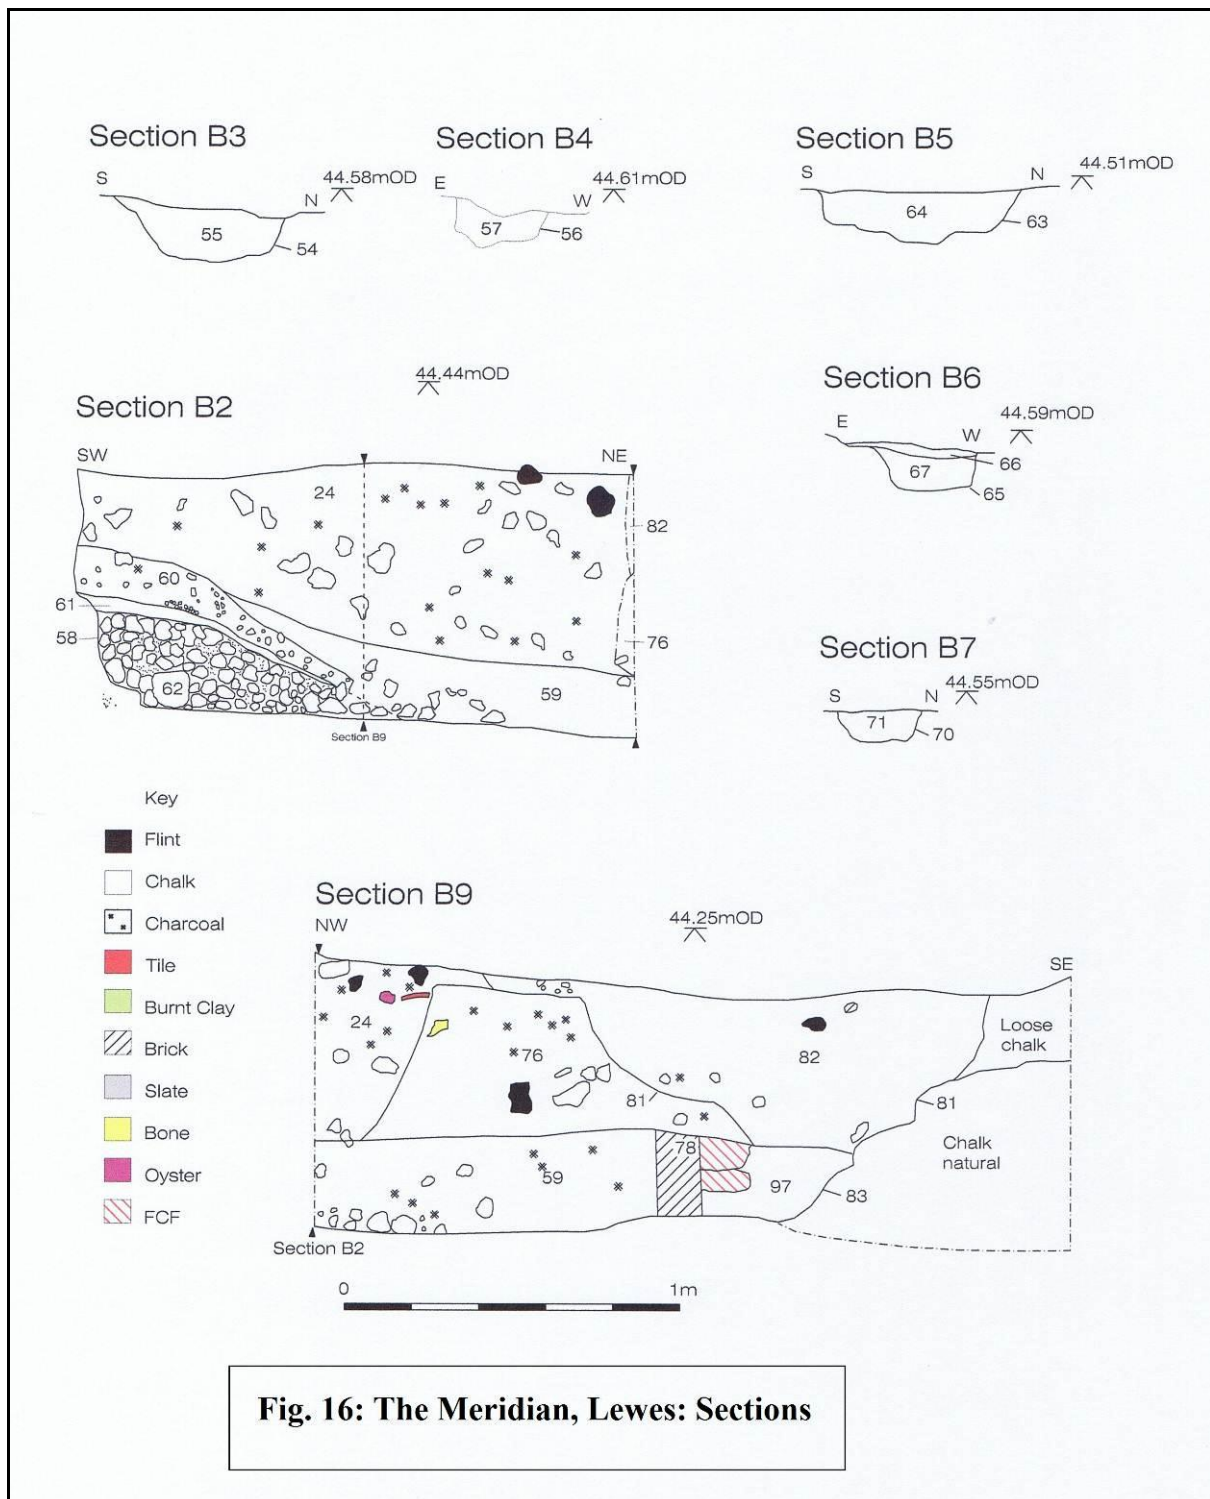 Section B3
S
N
44.58mOD
55
54
Section B4
E
W
44.61mOD
57
56
Section B5
S
N
44.51mOD
64
63
44.44mOD
Section B2
SW
NE
24
82
60
61
58
76
62
59
Section B9
Section B6
E
W
44.59mOD
66
67
65
Section B7
S
N
44.55mOD
71
70
Key
Flint
Chalk
Charcoal
Tile
Burnt Clay
Brick
Slate
Bone
Oyster
FCF
Section B9
NW
44.25mOD
SE
24
76
82
Loose
chalk
81
81
78
59
97
83
Chalk
natural
Section B2
0
1m
Fig. 16: The Meridian, Lewes: Sections